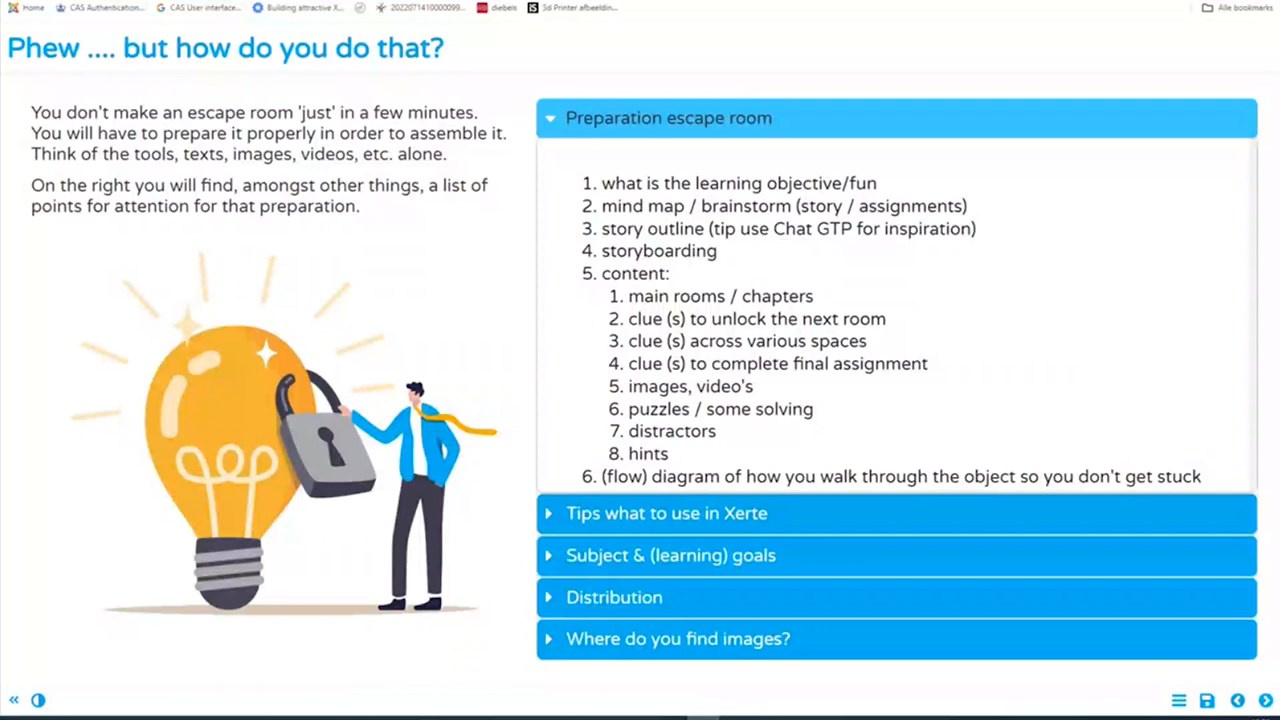 Home CAS Authentication... CAS User interface... Building attractive X... 2022071410000099... diebels 3d Printer afbeeldin... Alle bookmarks
Phew .... but how do you do that?
You don't make an escape room 'just' in a few minutes.
You will have to prepare it properly in order to assemble it.
Think of the tools, texts, images, videos, etc. alone.
On the right you will find, amongst other things, a list of
points for attention for that preparation.
Preparation escape room
1. what is the learning objective/fun
2. mind map / brainstorm (story / assignments)
3. story outline (tip use Chat GTP for inspiration)
4. storyboarding
5. content:
1. main rooms / chapters
2. clue (s) to unlock the next room
3. clue (s) across various spaces
4. clue (s) to complete final assignment
5. images, video's
6. puzzles / some solving
7. distractors
8. hints
6. (flow) diagram of how you walk through the object so you don't get stuck
Tips what to use in Xerte
Subject & (learning) goals
Distribution
Where do you find images?